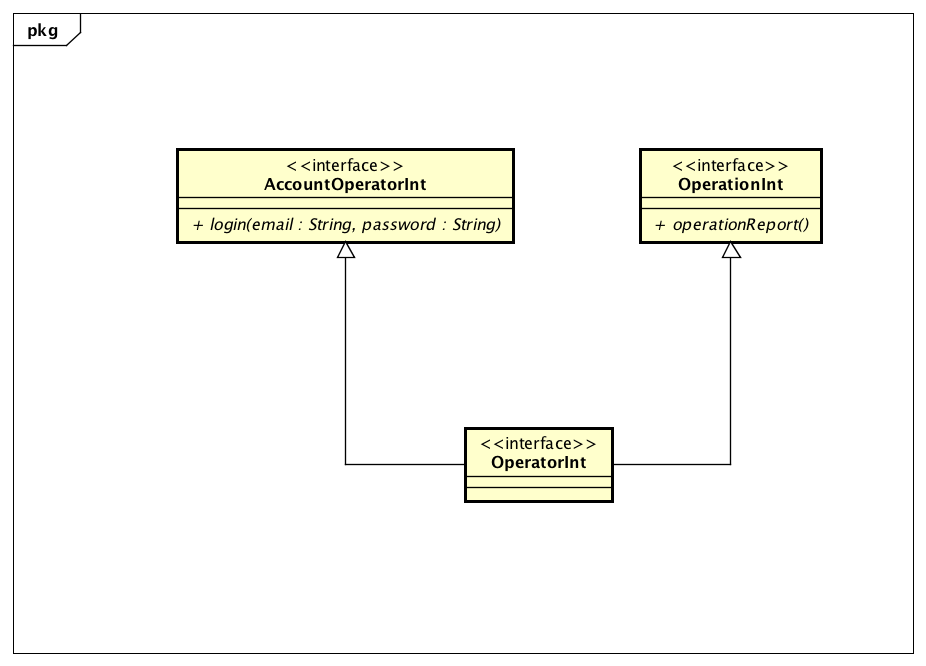 pkg
<<interface>>
AccountOperatorInt
+ login(email : String, password : String)
<<interface>>
OperationInt
+ operationReport()
<<interface>>
OperatorInt